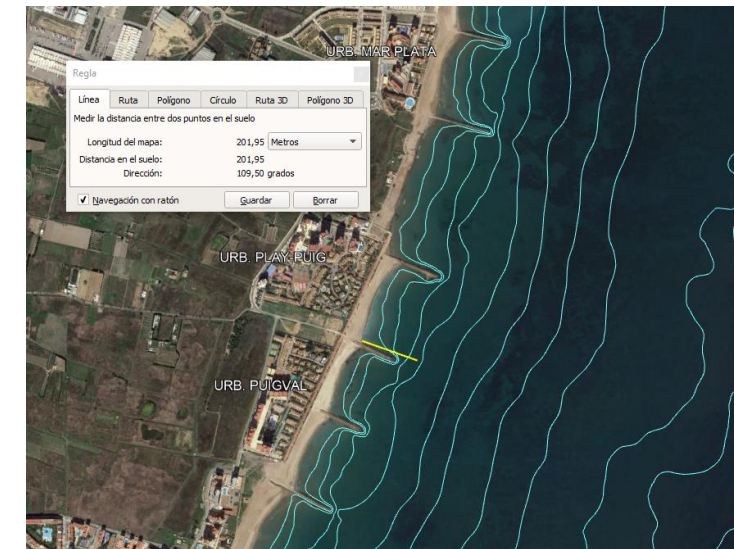 URB. MAR PLATA
Regla
Línea Ruta Polígono Círculo Ruta 3D Polígono 3D
Medir la distancia entre dos puntos en el suelo
Longitud del mapa: 201,95 Metros
Distancia en el suelo: 201,95
Dirección: 109,50 grados
Navegación con ratón Guardar Borrar
URB. PLAY-PUIG
URB. PUIGVAL